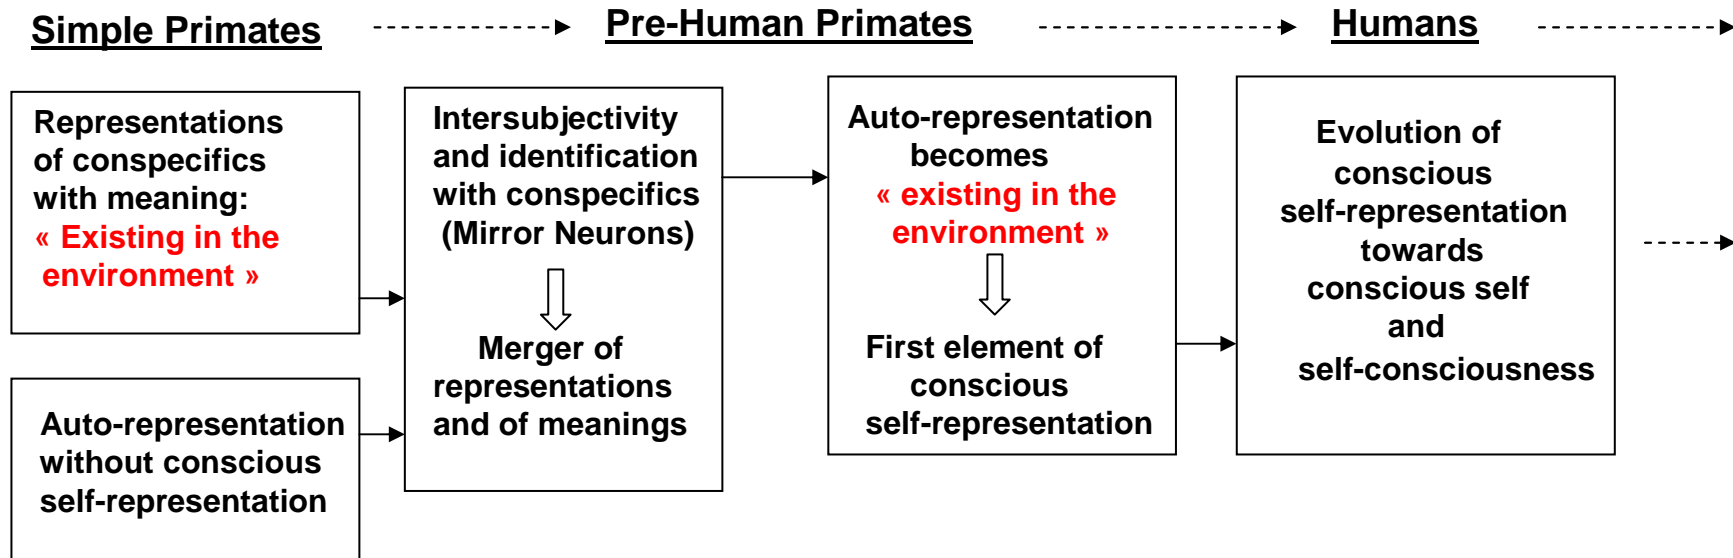 Simple Primates
Pre-Human Primates
Humans
Representations
of conspecifics
with meaning:
« Existing in the
environment »
Auto-representation
without conscious
self-representation
Intersubjectivity
and identification
with conspecifics
(Mirror Neurons)
Merger of
representations
and of meanings
Auto-representation
becomes
« existing in the
environment »
First element of
conscious
self-representation
Evolution of
conscious
self-representation
towards
conscious self
and
self-consciousness